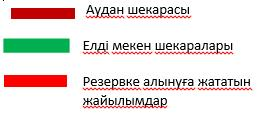 Аудан шекарасы
Елді мекен шекаралары
Резервке алынуға жататын
жайылымдар